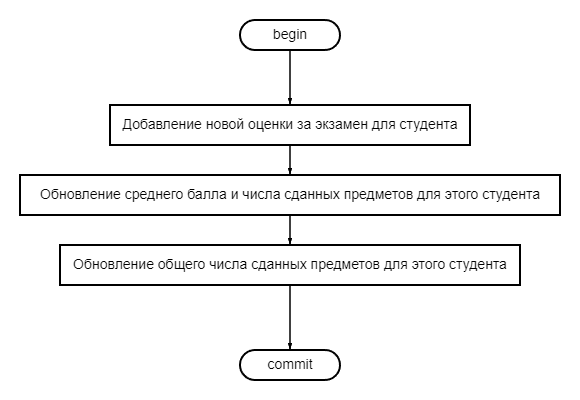 begin
Добавление новой оценки за экзамен для студента
Обновление среднего балла и числа сданных предметов для этого студента
Обновление общего числа сданных предметов для этого студента
commit